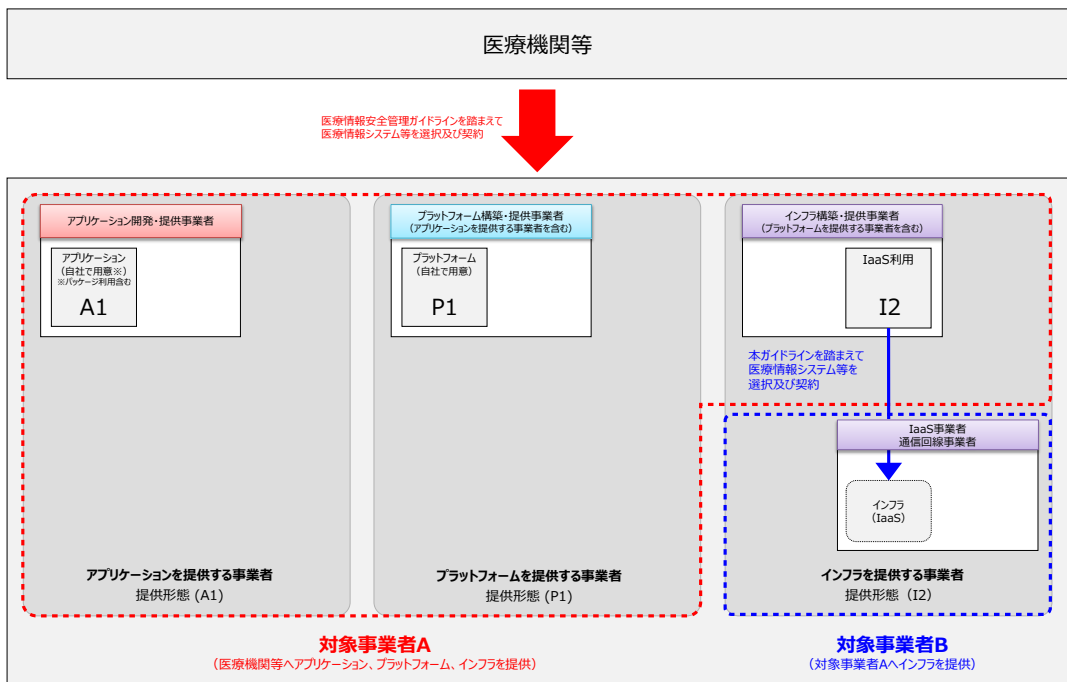 医療機関等
医療情報安全管理ガイドラインを踏まえて
医療情報システム等を選択及び契約
アプリケーション開発・提供事業者
アプリケーション
(自社で用意※)
※パッケージ利用含む
A1
プラットフォーム構築・提供事業者
(アプリケーションを提供する事業者を含む)
プラットフォーム
(自社で用意)
P1
インフラ構築・提供事業者
(プラットフォームを提供する事業者を含む)
IaaS利用
I2
本ガイドラインを踏まえて
医療情報システム等を
選択及び契約
IaaS事業者
通信回線事業者
インフラ
(IaaS)
アプリケーションを提供する事業者
提供形態 (A1)
プラットフォームを提供する事業者
提供形態 (P1)
インフラを提供する事業者
提供形態（I2）
対象事業者A
(医療機関等へアプリケーション、プラットフォーム、インフラを提供)
対象事業者B
(対象事業者Aへインフラを提供)